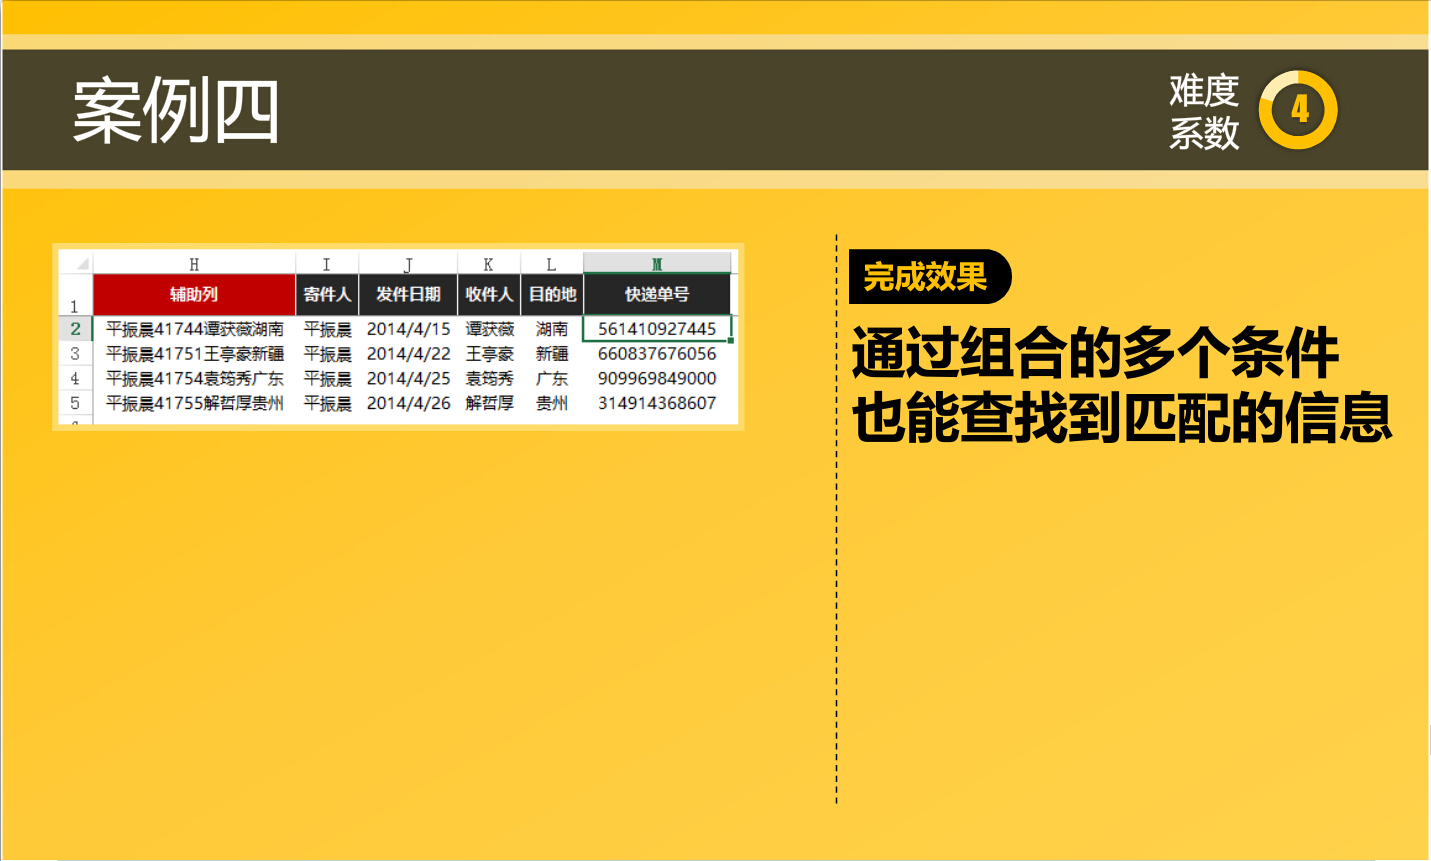 案例四
难度
系数
4
H I J K L M
1 辅助列 寄件人 发件日期 收件人 目的地 快递单号
2 平振晨41744谭获薇湖南 平振晨 2014/4/15 谭获薇 湖南 561410927445
3 平振晨41751王亭豪新疆 平振晨 2014/4/22 王亭豪 新疆 660837676056
4 平振晨41754袁筠秀广东 平振晨 2014/4/25 袁筠秀 广东 909969849000
5 平振晨41755解哲厚贵州 平振晨 2014/4/26 解哲厚 贵州 314914368607
完成效果
通过组合的多个条件
也能查找到匹配的信息